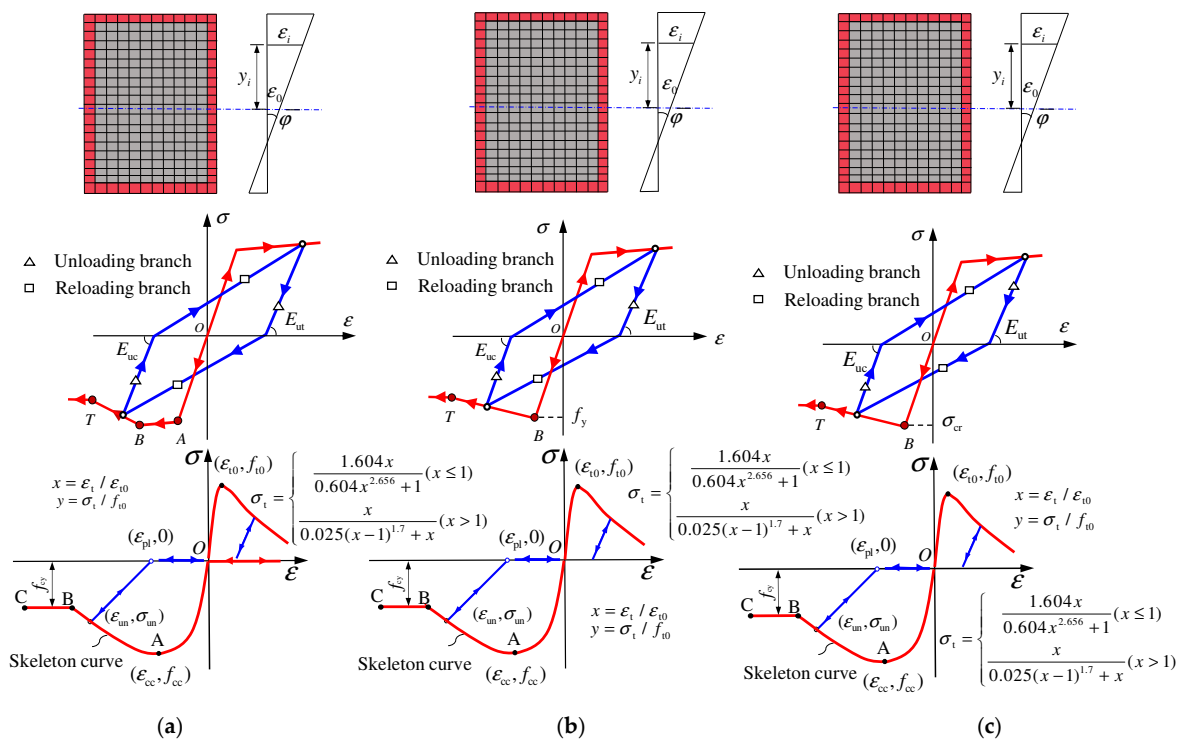 ε_i
y_i
ε_0
φ
ε_i
y_i
ε_0
φ
ε_i
y_i
ε_0
φ
σ
△ Unloading branch
□ Reloading branch
O
E_ut
ε
E_uc
T
B
A
σ
△ Unloading branch
□ Reloading branch
O
E_ut
ε
E_uc
T
f_y
B
σ
△ Unloading branch
□ Reloading branch
O
E_ut
ε
E_uc
T
σ_cr
B
σ
(ε_t0, f_t0)
x = ε_t / ε_t0
y = σ_t / f_t0
σ_t = { 1.604x / (0.604x^2.656 + 1) (x ≤ 1)
x / (0.025(x−1)^1.7 + x) (x > 1)
(ε_pl, 0)
O
ε
f_cy
C
B
(ε_un, σ_un)
A
Skeleton curve
(ε_cc, f_cc)
σ
(ε_t0, f_t0)
σ_t = { 1.604x / (0.604x^2.656 + 1) (x ≤ 1)
x / (0.025(x−1)^1.7 + x) (x > 1)
(ε_pl, 0)
O
ε
f_cy
C
B
(ε_un, σ_un)
x = ε_t / ε_t0
y = σ_t / f_t0
A
Skeleton curve
(ε_cc, f_cc)
σ
(ε_t0, f_t0)
x = ε_t / ε_t0
y = σ_t / f_t0
(ε_pl, 0)
O
ε
f_cy
C
B
(ε_un, σ_un)
A
σ_t = { 1.604x / (0.604x^2.656 + 1) (x ≤ 1)
x / (0.025(x−1)^1.7 + x) (x > 1)
Skeleton curve
(ε_cc, f_cc)
(a)
(b)
(c)